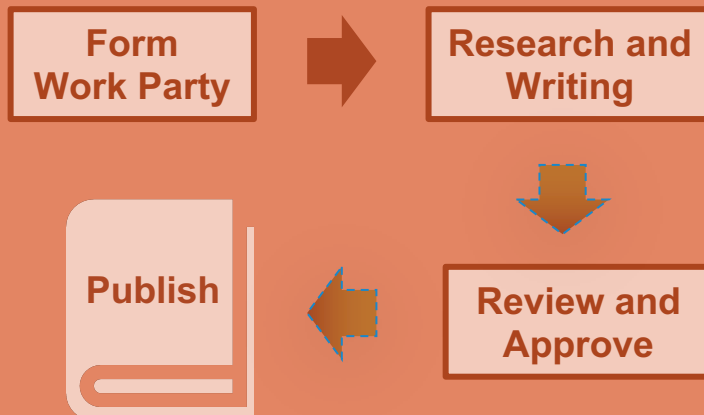 Form
Work Party
Research and
Writing
Review and
Approve
Publish